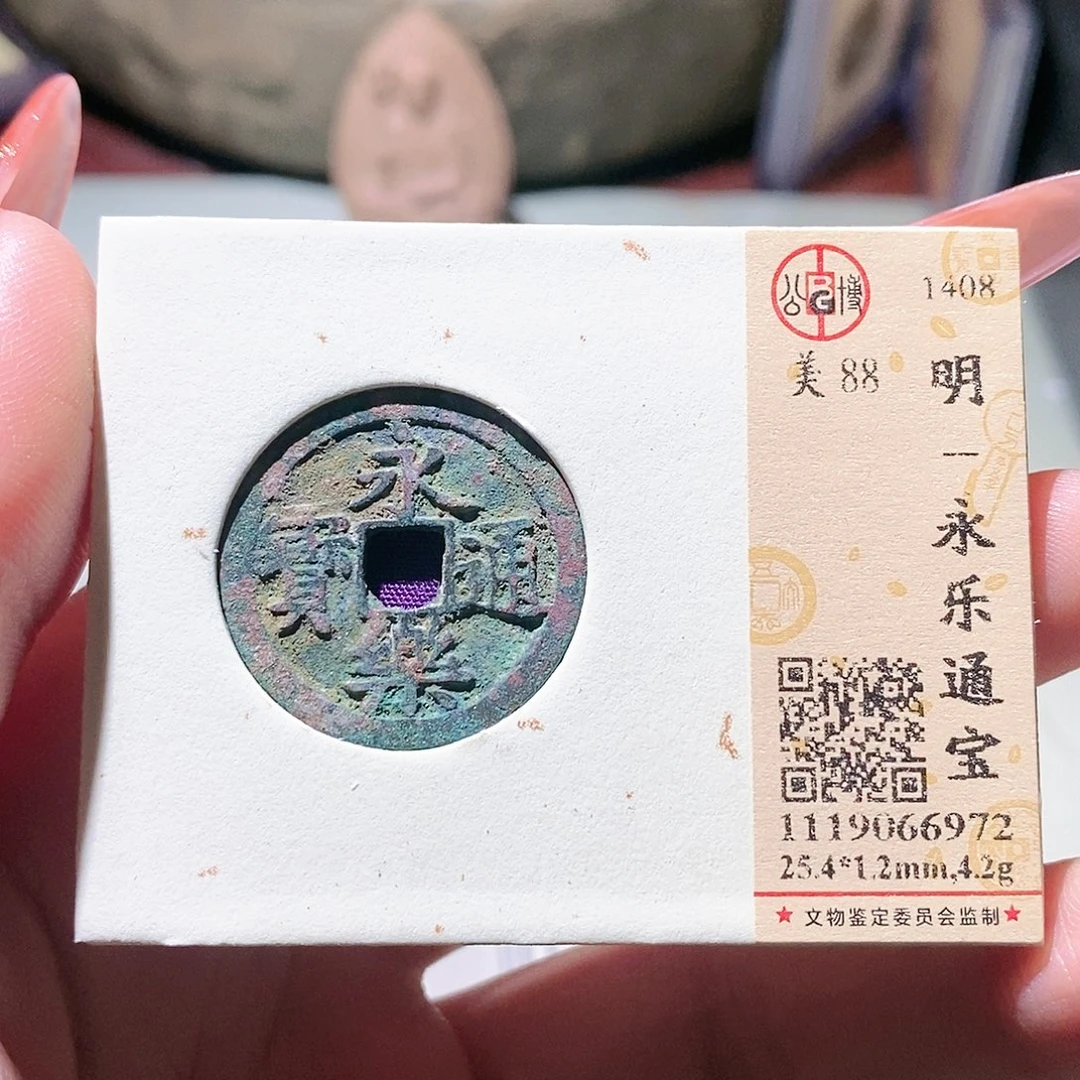 永樂通寶
公博
BG
1408
美 88
明一永乐通宝
1119066972
25.4*1.2mm,4.2g
★文物鉴定委员会监制★